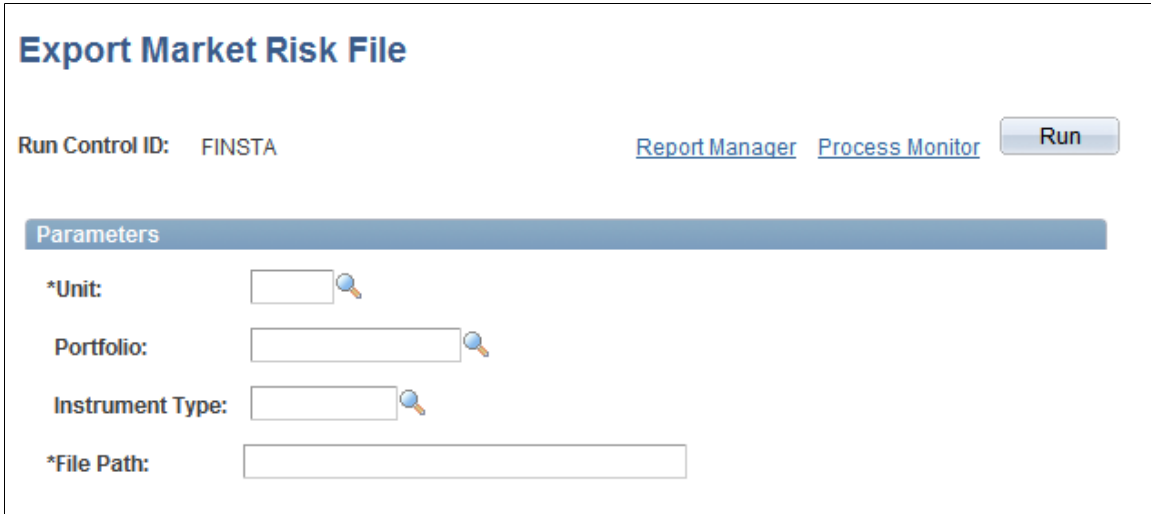 Export Market Risk File
Run Control ID: FINSTA Report Manager Process Monitor Run
Parameters
*Unit:
Portfolio:
Instrument Type:
*File Path: